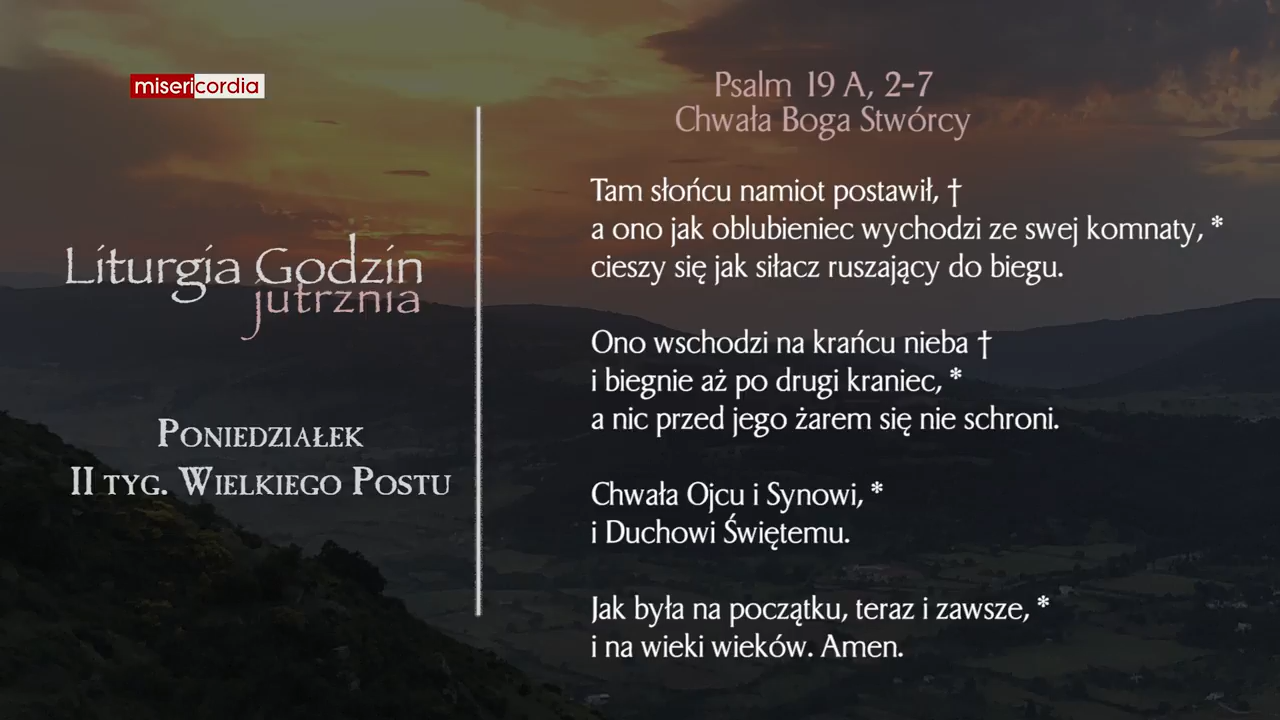 misericordia
Liturgia Godzin
jutrznia
Poniedziałek
II tyg. Wielkiego Postu
Psalm 19 A, 2-7
Chwała Boga Stwórcy
Tam słońcu namiot postawił, †
a ono jak oblubieniec wychodzi ze swej komnaty, *
cieszy się jak siłacz ruszający do biegu.
Ono wschodzi na krańcu nieba †
i biegnie aż po drugi kraniec, *
a nic przed jego żarem się nie schroni.
Chwała Ojcu i Synowi, *
i Duchowi Świętemu.
Jak była na początku, teraz i zawsze, *
i na wieki wieków. Amen.